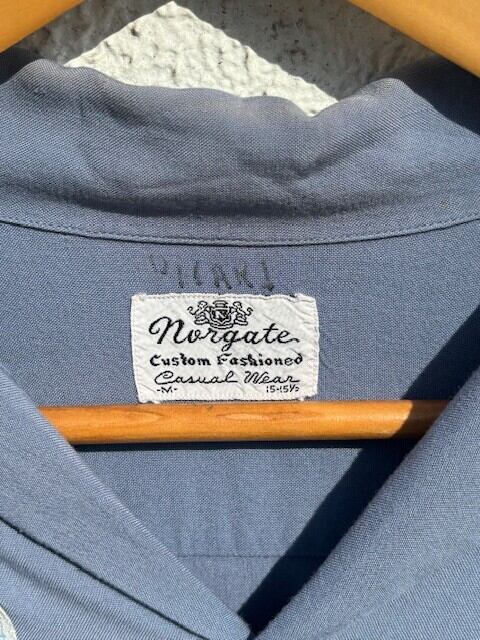 Norgate
Custom Fashioned
Casual Wear
-M- 15-15½